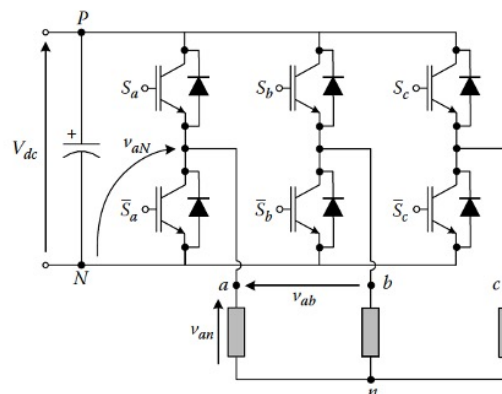 P
S_a
S_b
S_c
+
V_dc
v_aN
S̅_a
S̅_b
S̅_c
N
a
v_ab
b
c
v_an
n